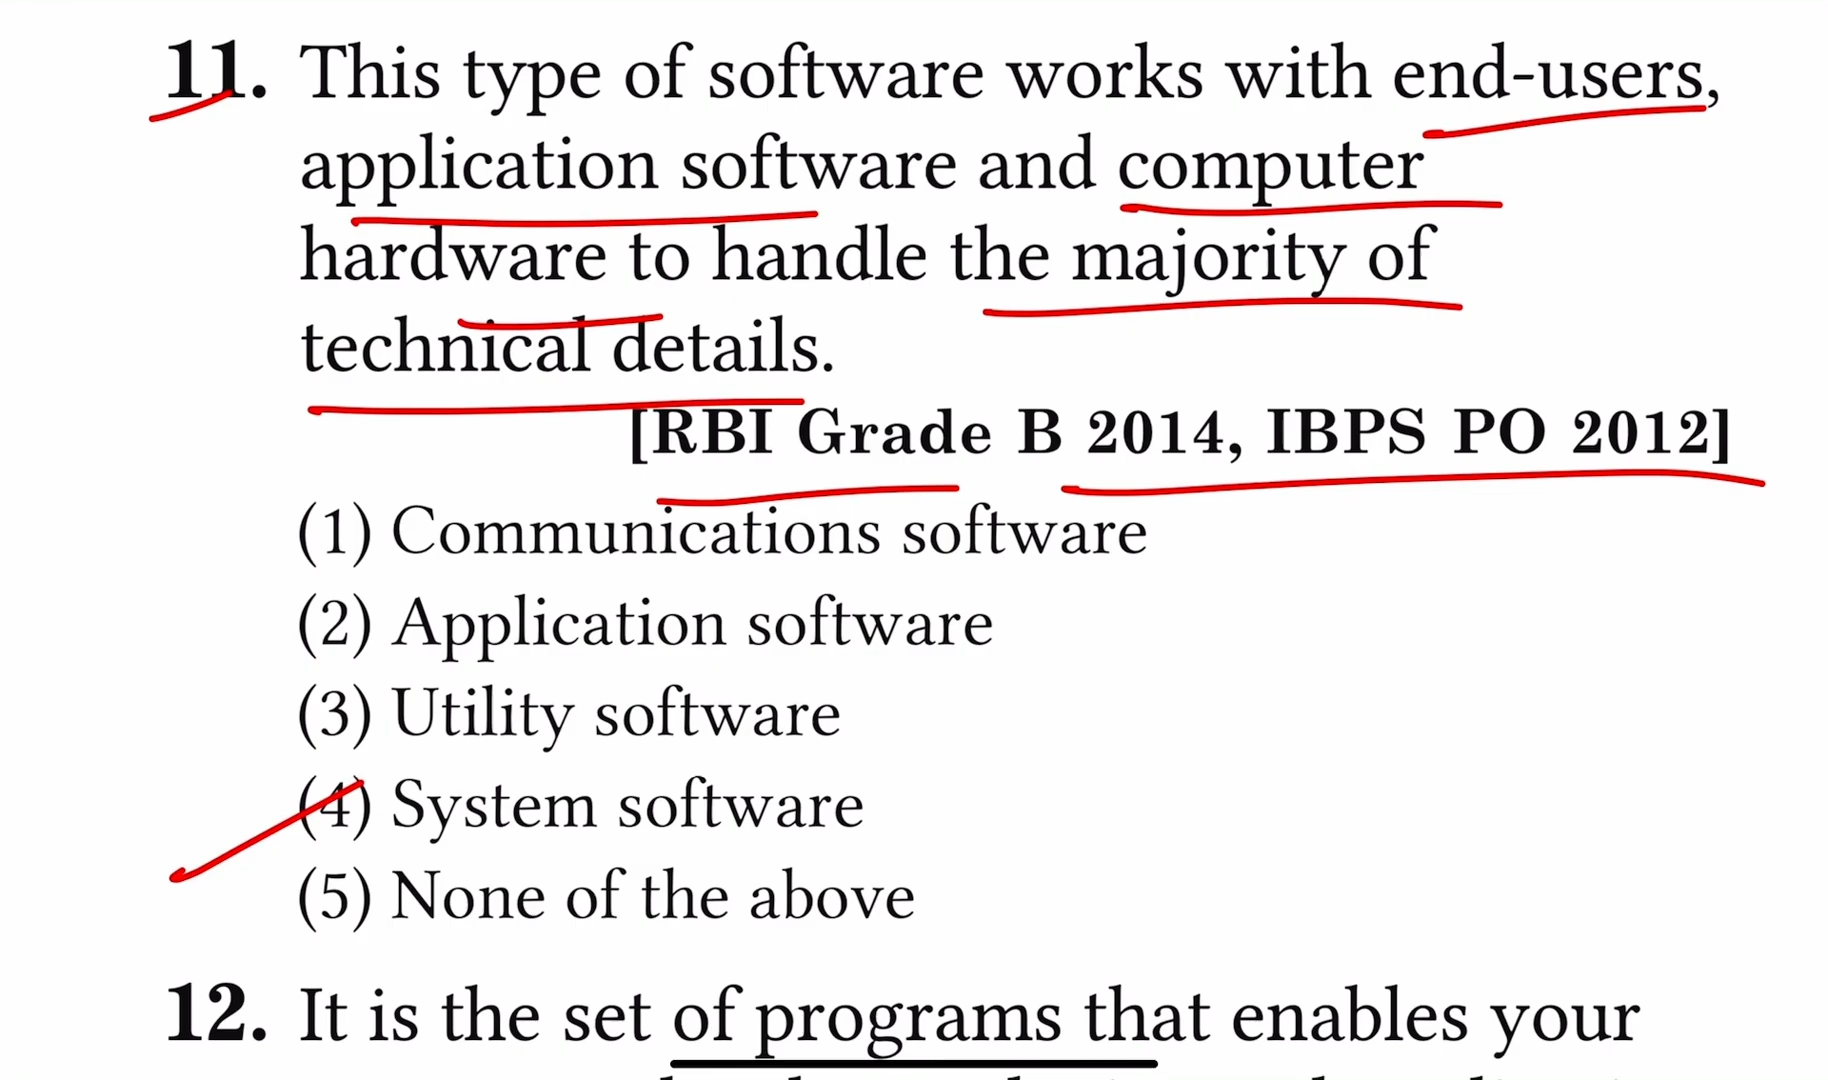 11. This type of software works with end-users,
application software and computer
hardware to handle the majority of
technical details.
[RBI Grade B 2014, IBPS PO 2012]
(1) Communications software
(2) Application software
(3) Utility software
(4) System software
(5) None of the above
12. It is the set of programs that enables your